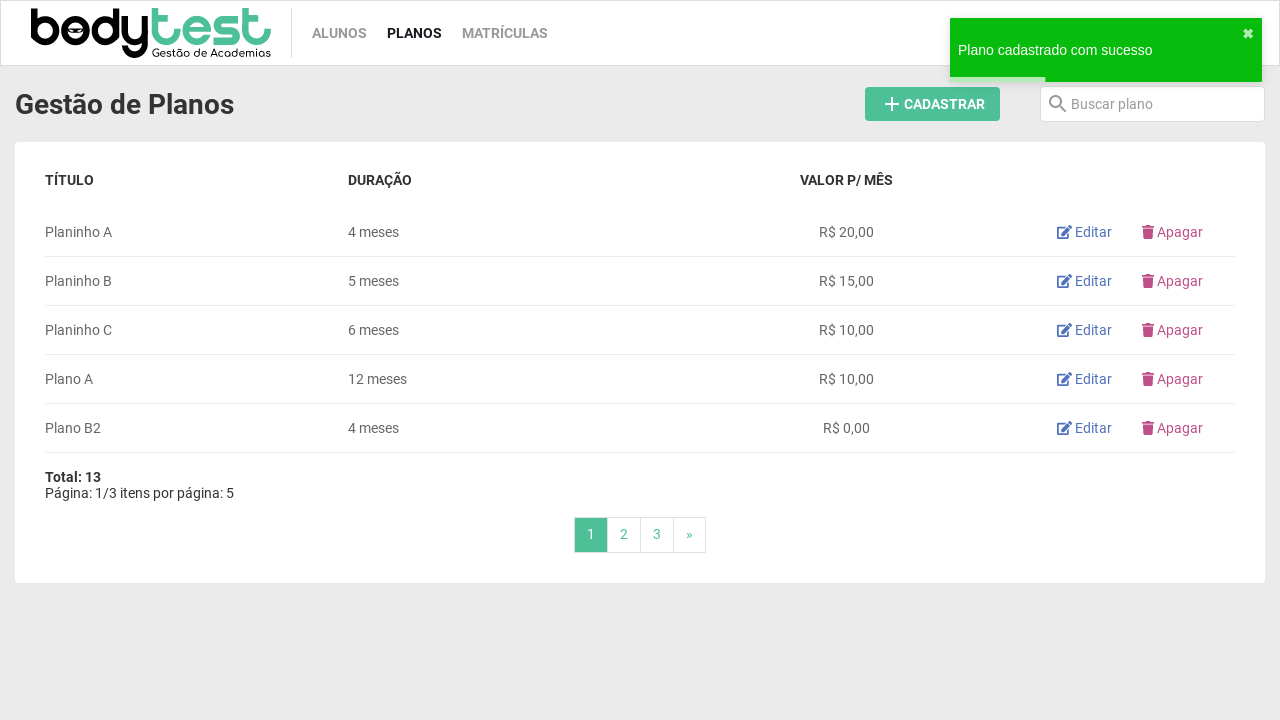 bodytest
Gestão de Academias
ALUNOS PLANOS MATRÍCULAS
Plano cadastrado com sucesso ✖
Gestão de Planos
CADASTRAR
Buscar plano
TÍTULO DURAÇÃO VALOR P/ MÊS
Planinho A 4 meses R$ 20,00 Editar Apagar
Planinho B 5 meses R$ 15,00 Editar Apagar
Planinho C 6 meses R$ 10,00 Editar Apagar
Plano A 12 meses R$ 10,00 Editar Apagar
Plano B2 4 meses R$ 0,00 Editar Apagar
Total: 13
Página: 1/3 itens por página: 5
1 2 3 »